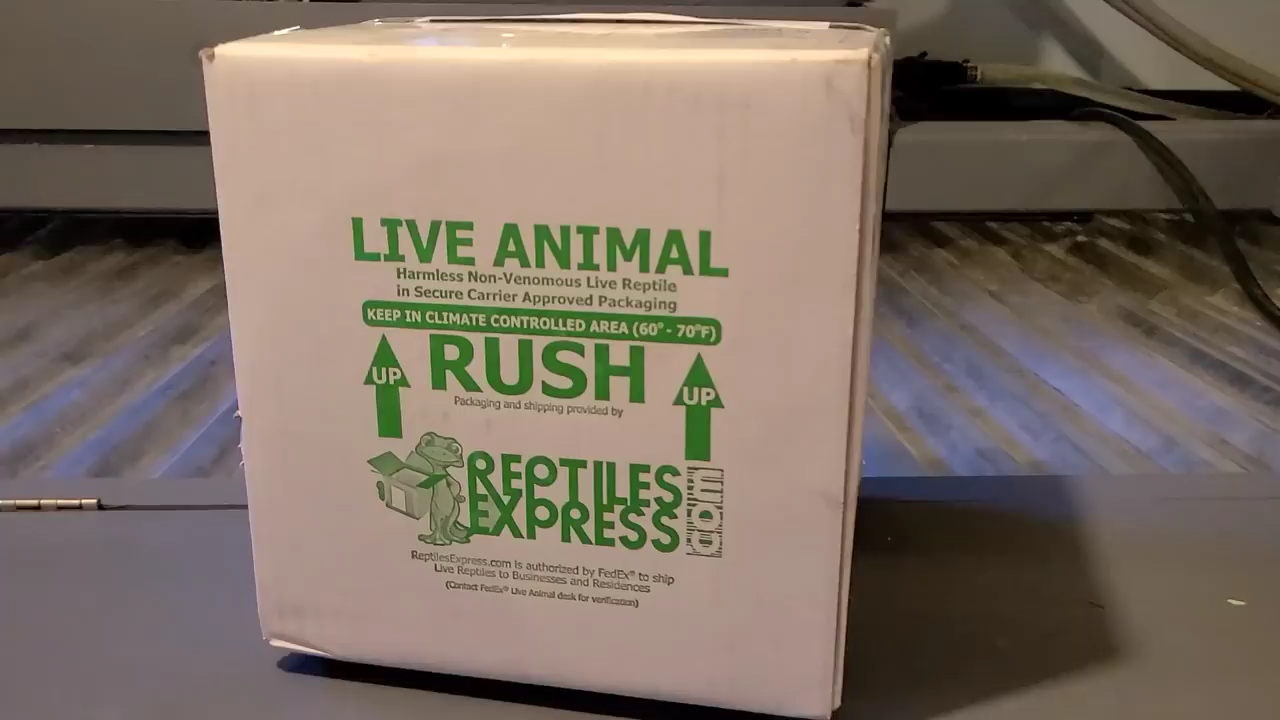 LIVE ANIMAL
Harmless Non-Venomous Live Reptile
in Secure Carrier Approved Packaging
KEEP IN CLIMATE CONTROLLED AREA (60° - 70°F)
UP
RUSH
UP
Packaging and shipping provided by
REPTILES
EXPRESS
.com
ReptilesExpress.com is authorized by FedEx® to ship
Live Reptiles to Businesses and Residences
(Contact FedEx® Live Animal desk for verification)